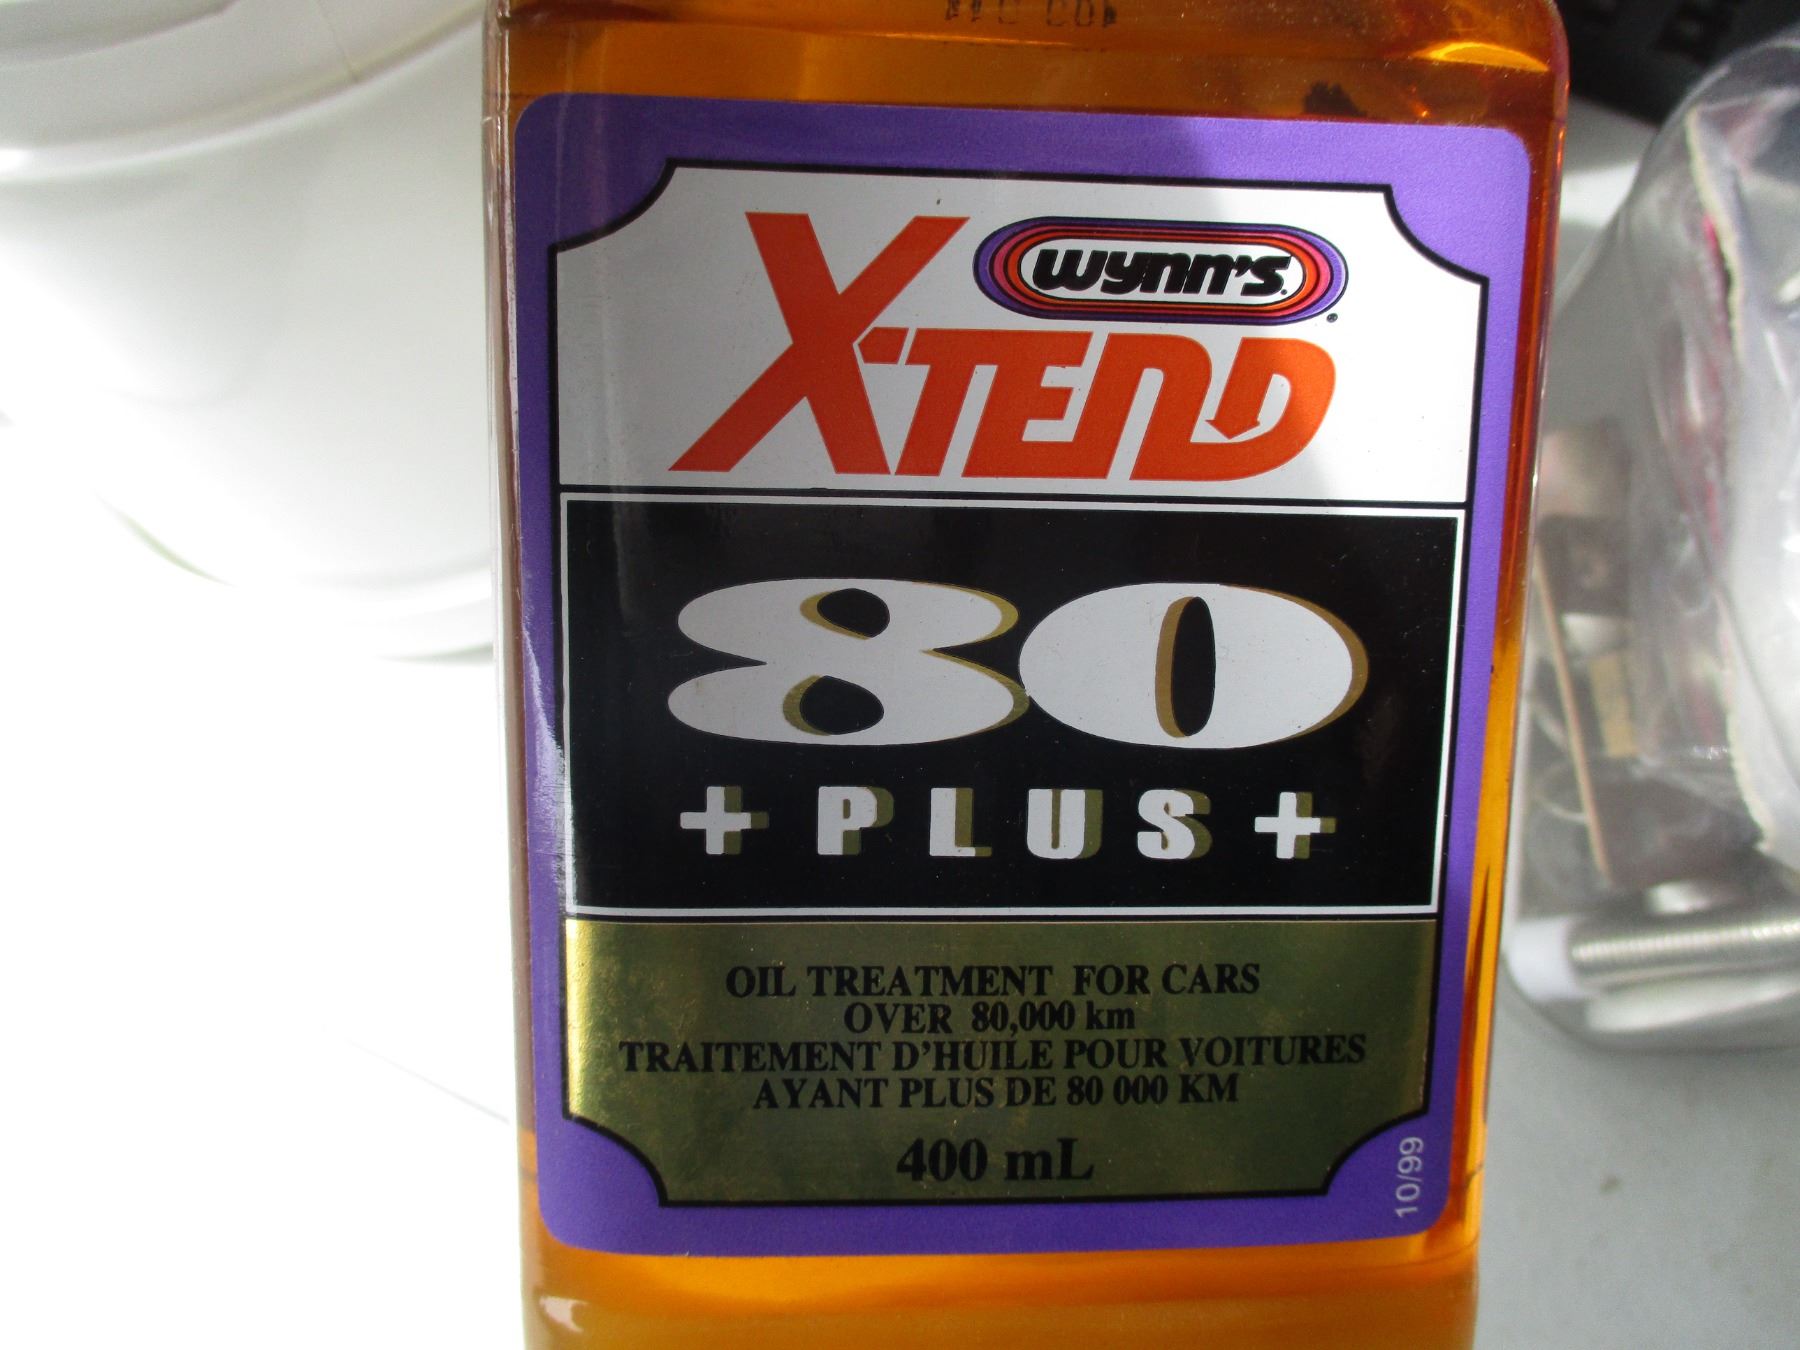 wynn's
X-TEND
80
+PLUS+
OIL TREATMENT FOR CARS
OVER 80,000 km
TRAITEMENT D'HUILE POUR VOITURES
AYANT PLUS DE 80 000 KM
400 mL
10/99